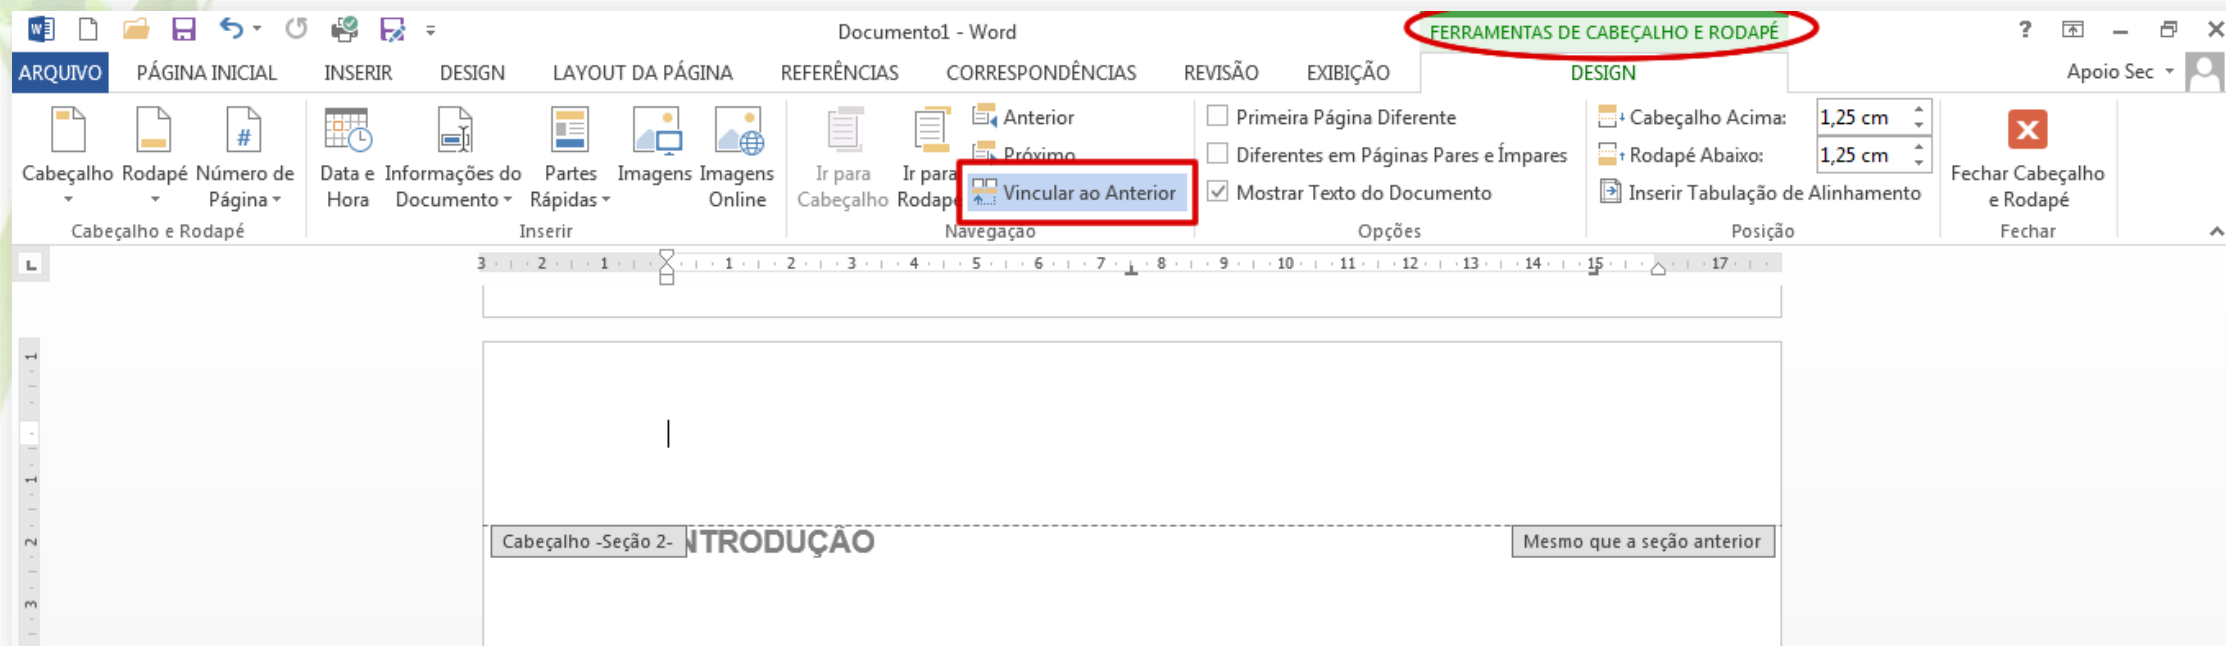 Documento1 - Word
FERRAMENTAS DE CABEÇALHO E RODAPÉ
?
ARQUIVO PÁGINA INICIAL INSERIR DESIGN LAYOUT DA PÁGINA REFERÊNCIAS CORRESPONDÊNCIAS REVISÃO EXIBIÇÃO DESIGN Apoio Sec
Cabeçalho
Rodapé
Número de
Página
Cabeçalho e Rodapé
Data e
Hora
Informações do
Documento
Partes
Rápidas
Imagens
Imagens
Online
Inserir
Ir para
Cabeçalho
Ir para
Rodapé
Anterior
Próximo
Vincular ao Anterior
Navegação
Primeira Página Diferente
Diferentes em Páginas Pares e Ímpares
Mostrar Texto do Documento
Opções
Cabeçalho Acima: 1,25 cm
Rodapé Abaixo: 1,25 cm
Inserir Tabulação de Alinhamento
Posição
Fechar Cabeçalho
e Rodapé
Fechar
3 2 1 1 2 3 4 5 6 7 8 9 10 11 12 13 14 15 17
1
1
2
3
Cabeçalho -Seção 2-
NTRODUÇÃO
Mesmo que a seção anterior